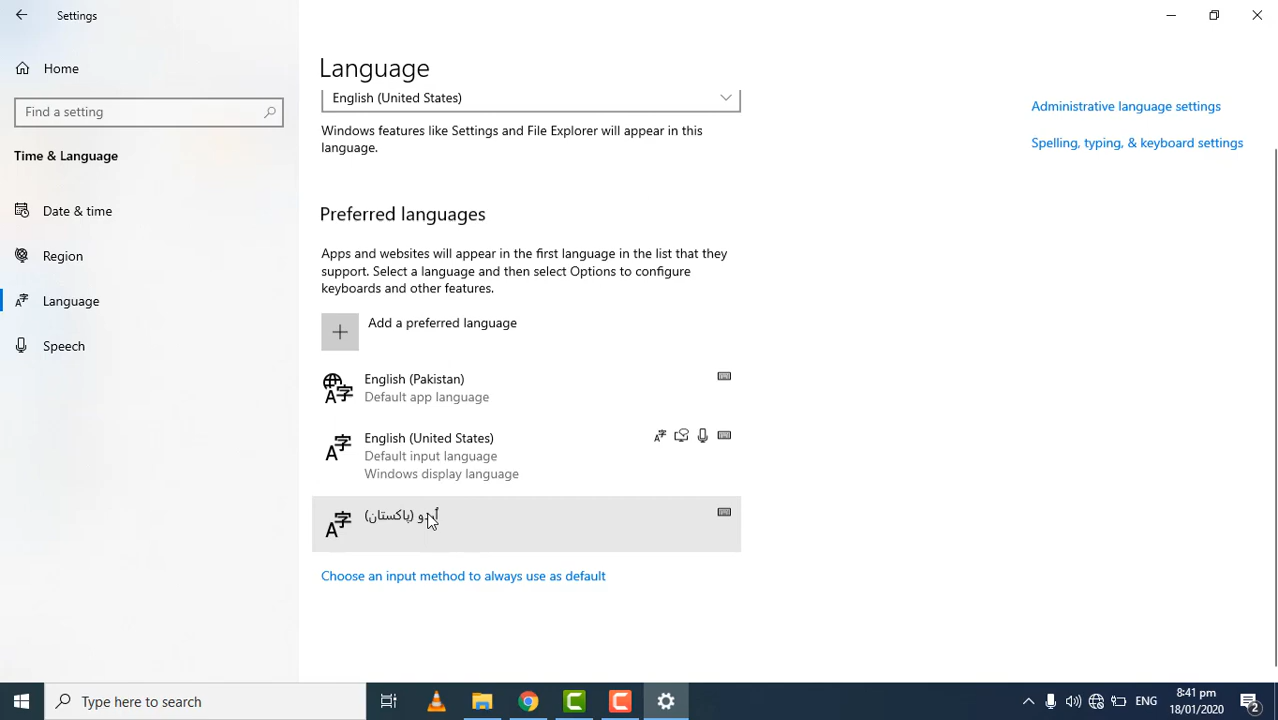 Settings
Home
Find a setting
Time & Language
Date & time
Region
Language
Speech
Language
English (United States)
Windows features like Settings and File Explorer will appear in this
language.
Preferred languages
Apps and websites will appear in the first language in the list that they
support. Select a language and then select Options to configure
keyboards and other features.
Add a preferred language
English (Pakistan)
Default app language
English (United States)
Default input language
Windows display language
اُردو (پاکستان)
Choose an input method to always use as default
Administrative language settings
Spelling, typing, & keyboard settings
Type here to search
ENG
8:41 pm
18/01/2020
2